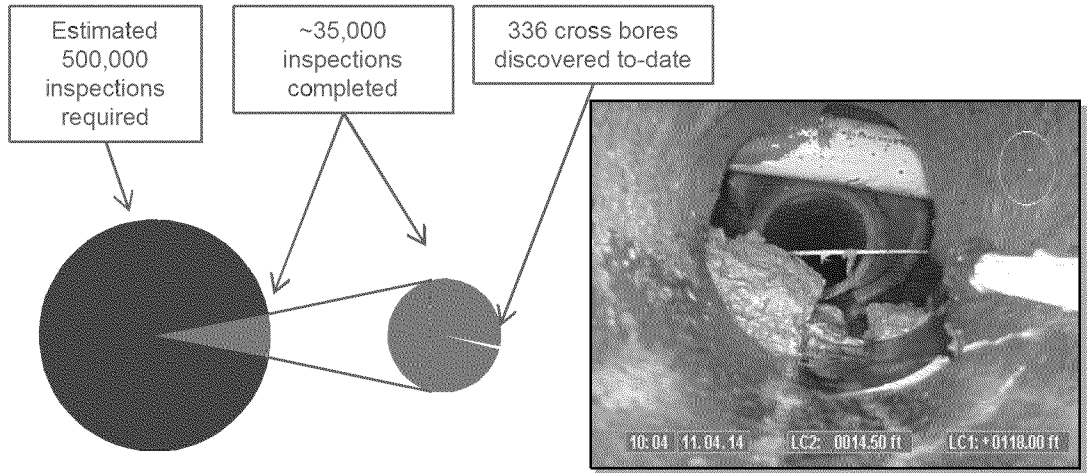 Estimated
500,000
inspections
required
~35,000
inspections
completed
336 cross bores
discovered to-date
10:04 11.04.14 LC2: 0014.50 ft LC1: +0118.00 ft